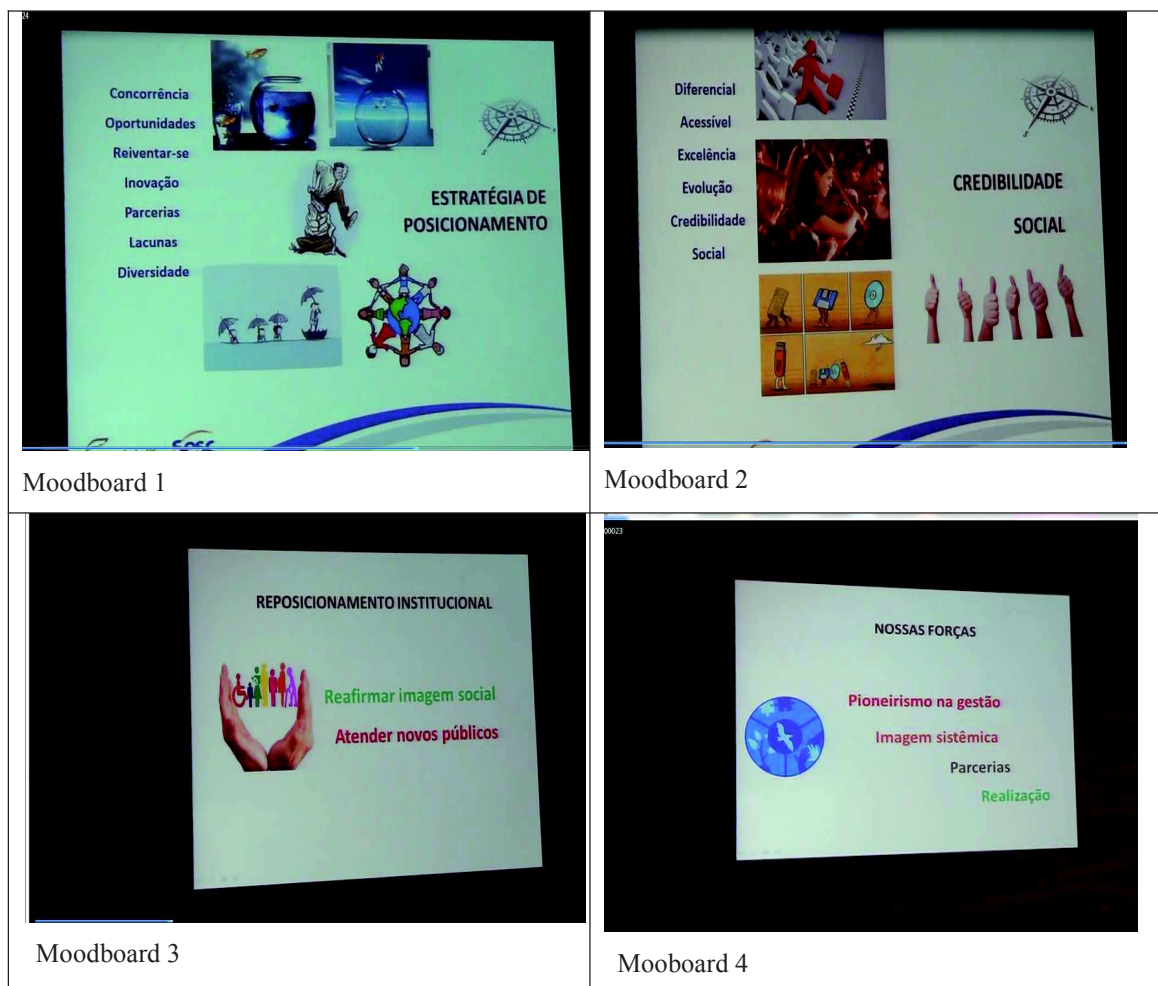 24
Concorrência
Oportunidades
Reiventar-se
Inovação
Parcerias
Lacunas
Diversidade
ESTRATÉGIA DE
POSICIONAMENTO
Moodboard 1
Diferencial
Acessível
Excelência
Evolução
Credibilidade
Social
CREDIBILIDADE
SOCIAL
Moodboard 2
REPOSICIONAMENTO INSTITUCIONAL
Reafirmar imagem social
Atender novos públicos
Moodboard 3
00023
NOSSAS FORÇAS
Pioneirismo na gestão
Imagem sistêmica
Parcerias
Realização
Mooboard 4